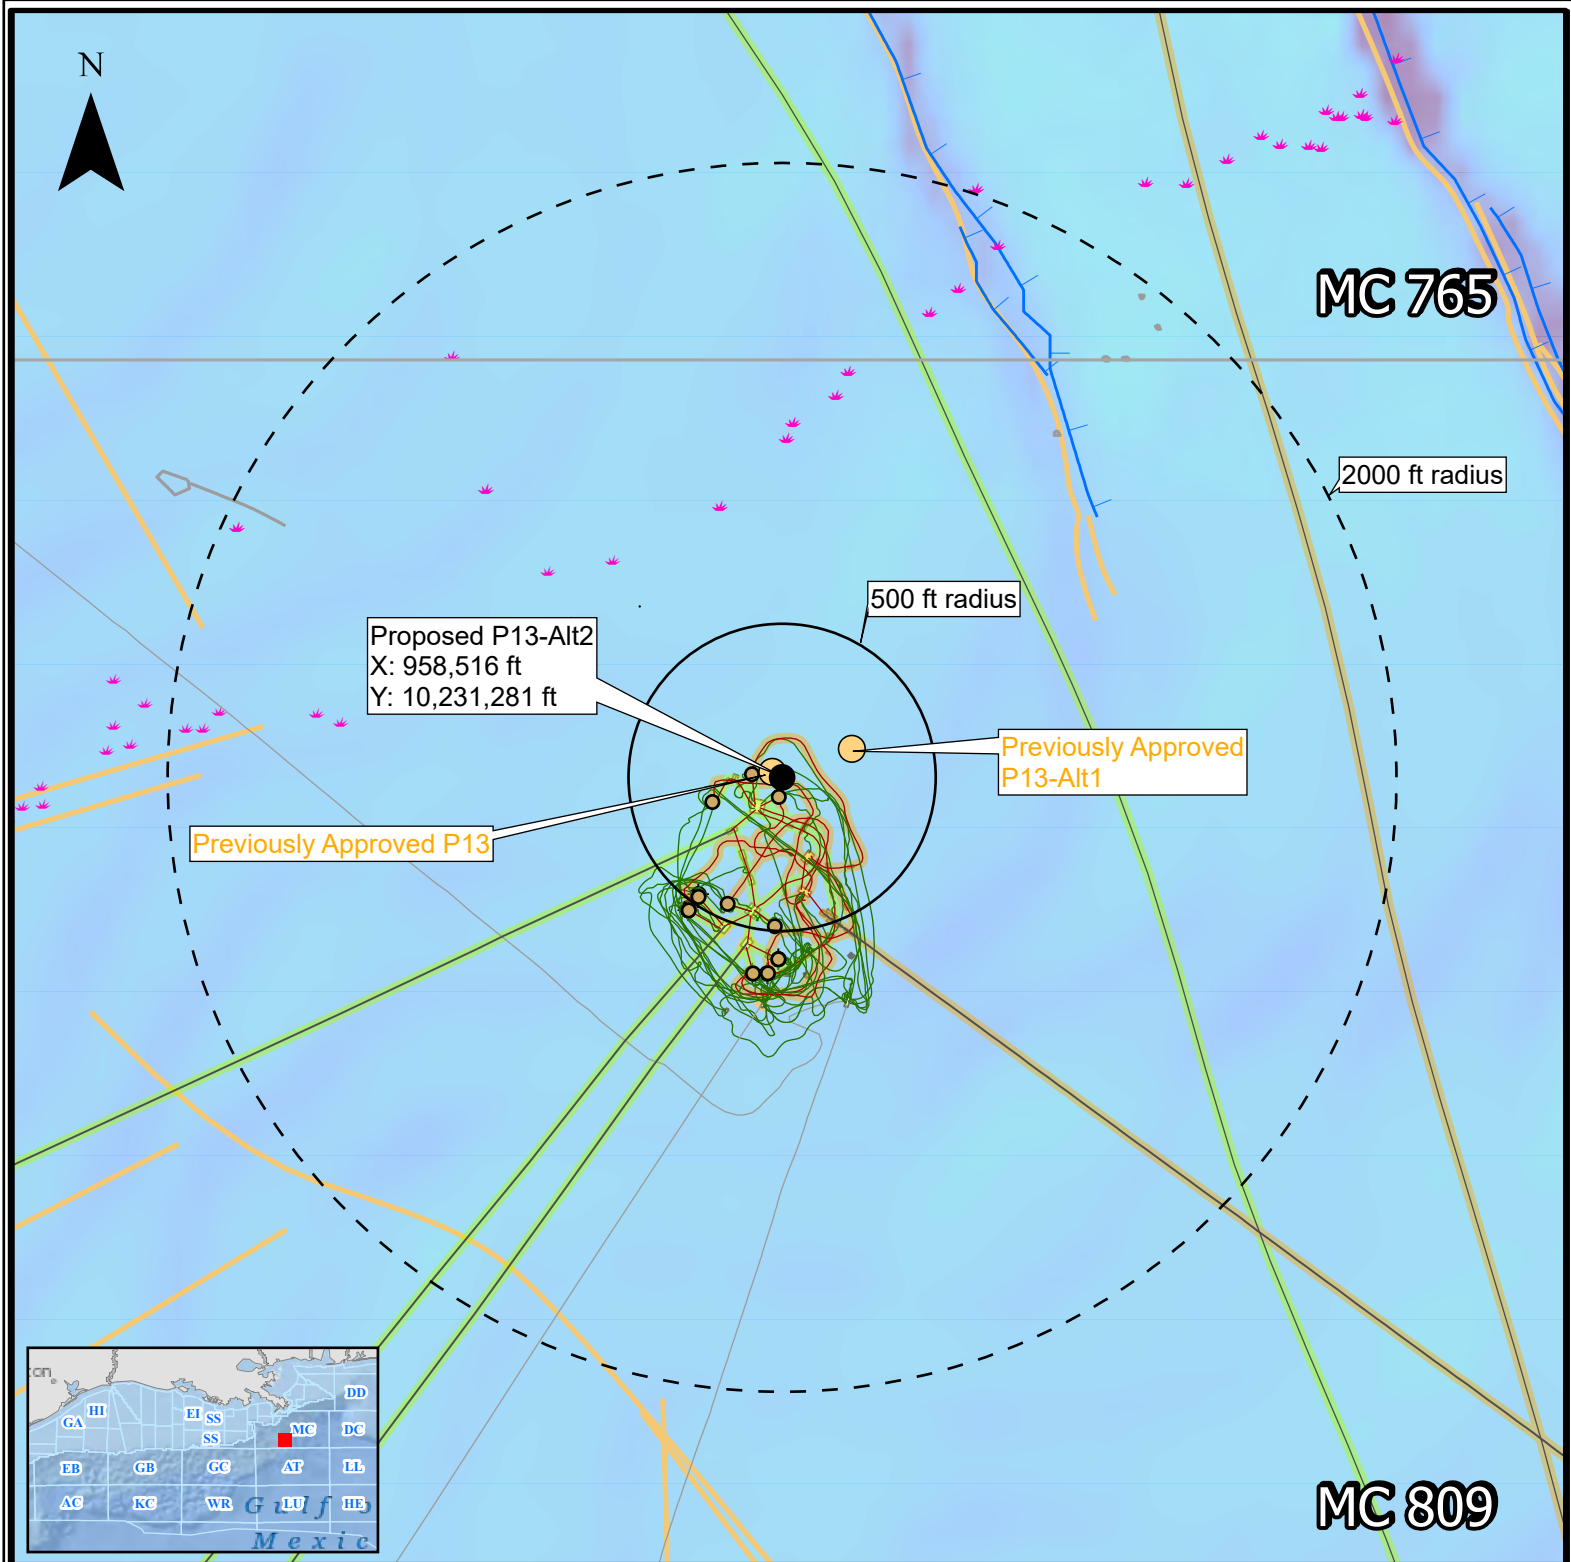 N
MC 765
2000 ft radius
500 ft radius
Proposed P13-Alt2
X: 958,516 ft
Y: 10,231,281 ft
Previously Approved
P13-Alt1
Previously Approved P13
MC 809
DD
HI
EI
GA
SS
MC
DC
SS
EB
GB
GC
AT
LL
AC
KC
WR
LU
HE
Gulf o
Mexic